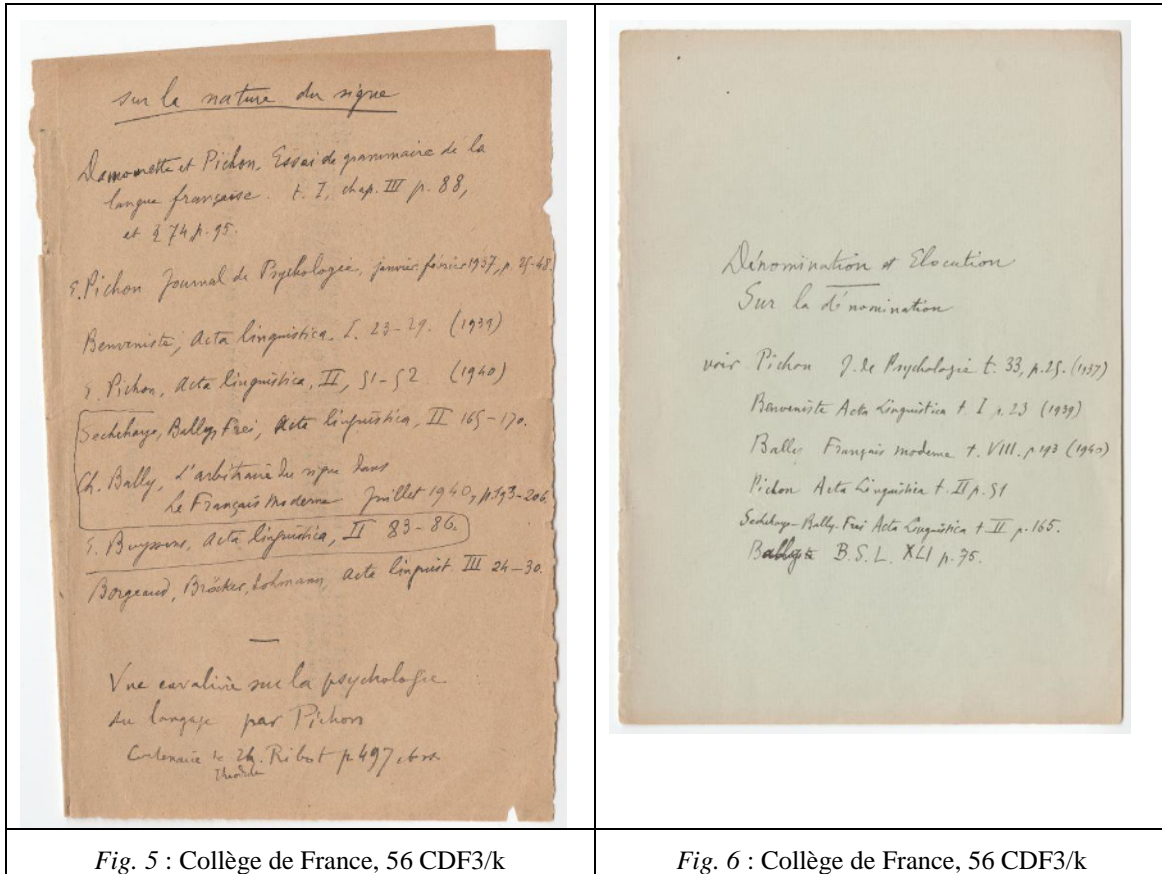 sur la nature du signe
Damourette et Pichon, Essai de grammaire de la
langue française. t. I, chap. III p. 88,
et § 74 p. 95.
E. Pichon Journal de Psychologie, janvier-février 1937, p. 25-48.
Benveniste, Acta linguistica, I. 23-29. (1939)
E. Pichon, Acta linguistica, II, 51-52 (1940)
Sechehaye, Bally, Frei, Acta linguistica, II 165-170.
Ch. Bally, L'arbitraire du signe dans
Le Français Moderne Juillet 1940, p. 193-206.
E. Buyssens, Acta linguistica, II 83-86.
Borgeaud, Bröcker, Lohmann, Acta linguist III 24-30.
—
Vue cavalière sur la psychologie
du langage par Pichon
Centenaire de Th. Ribot p. 497
Théodule
Fig. 5 : Collège de France, 56 CDF3/k
Dénomination et Elocution
Sur la dénomination
voir Pichon J. de Psychologie t. 33, p. 25. (1937)
Benveniste Acta Linguistica t. I p. 23 (1939)
Bally Français moderne t. VIII. p 193 (1940)
Pichon Acta Linguistica t. II p. 51
Sechehaye-Bally-Frei Acta Linguistica t. II p. 165.
Bally B.S.L. XLI p. 75.
Fig. 6 : Collège de France, 56 CDF3/k